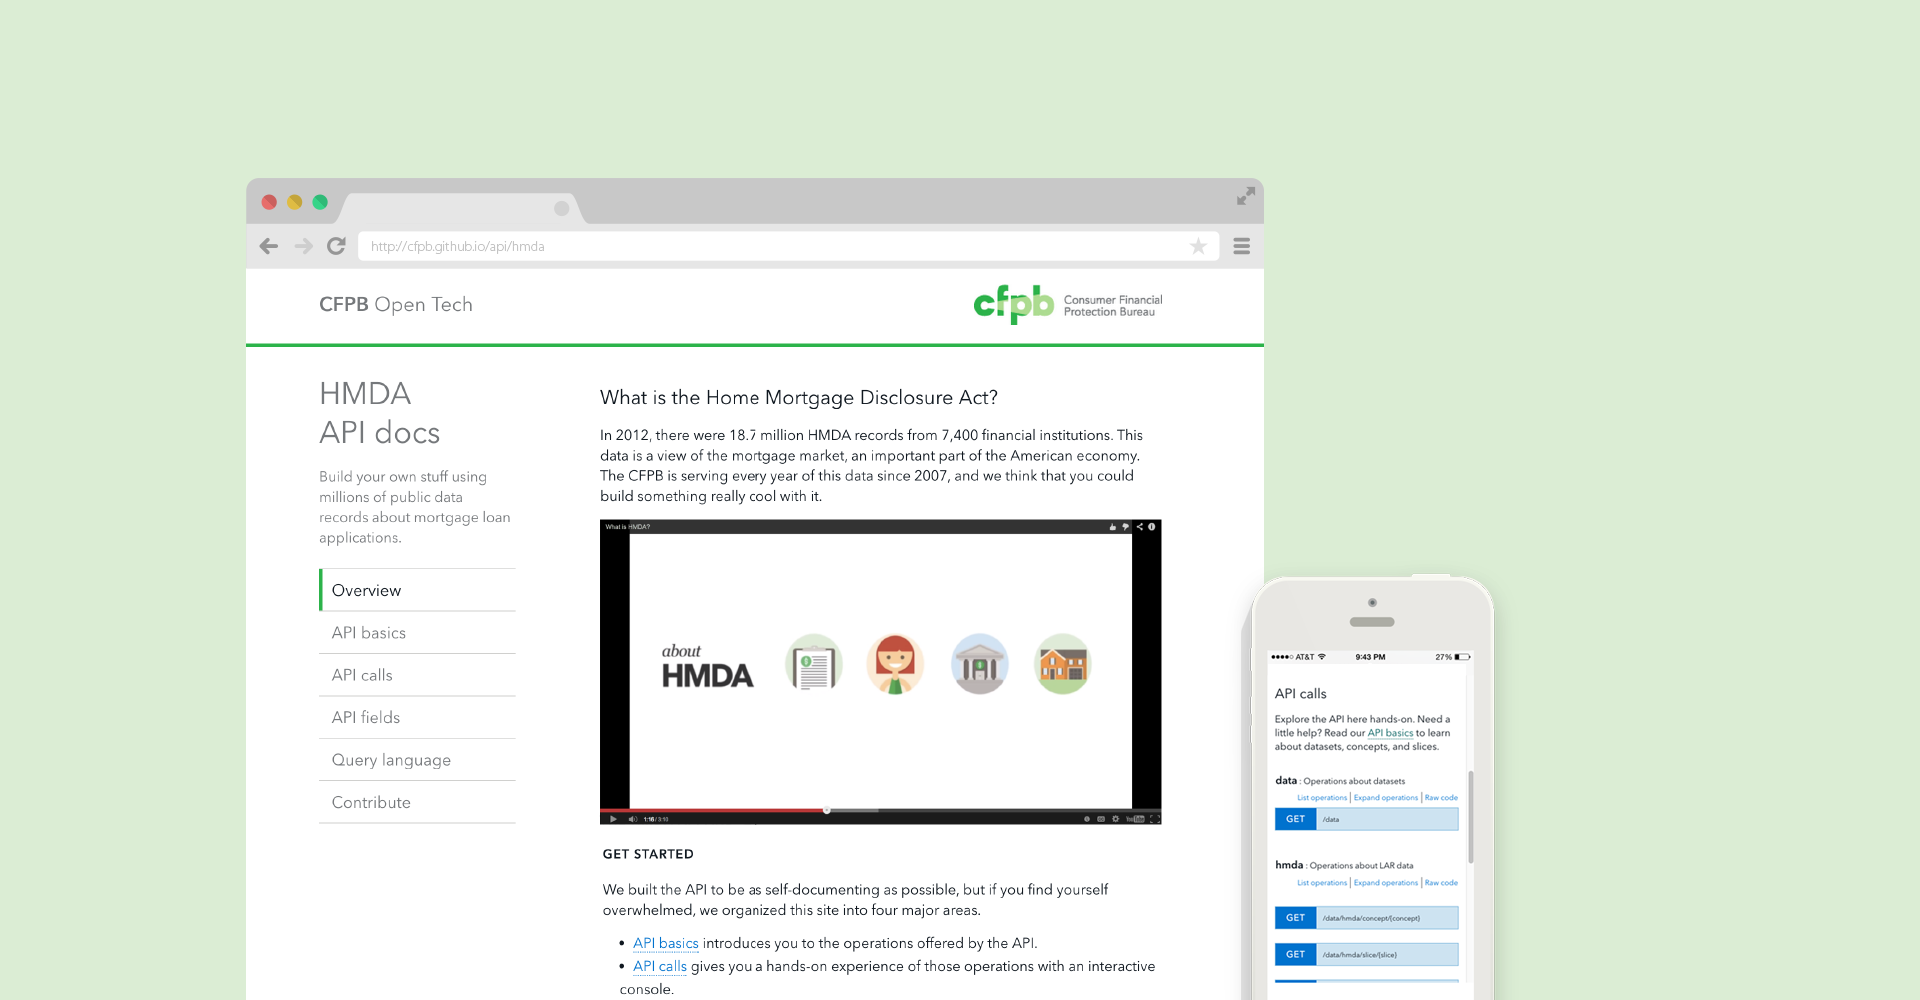 http://cfpb.github.io/api/hmda
CFPB Open Tech
cfpb
Consumer Financial
Protection Bureau
HMDA
API docs
Build your own stuff using
millions of public data
records about mortgage loan
applications.
Overview
API basics
API calls
API fields
Query language
Contribute
What is the Home Mortgage Disclosure Act?
In 2012, there were 18.7 million HMDA records from 7,400 financial institutions. This
data is a view of the mortgage market, an important part of the American economy.
The CFPB is serving every year of this data since 2007, and we think that you could
build something really cool with it.
What is HMDA?
about
HMDA
1:16 / 3:10
YouTube
GET STARTED
We built the API to be as self-documenting as possible, but if you find yourself
overwhelmed, we organized this site into four major areas.
• API basics introduces you to the operations offered by the API.
• API calls gives you a hands-on experience of those operations with an interactive
console.
AT&T 9:43 PM 27%
API calls
Explore the API here hands-on. Need a
little help? Read our API basics to learn
about datasets, concepts, and slices.
data : Operations about datasets
List operations | Expand operations | Raw code
GET /data
hmda : Operations about LAR data
List operations | Expand operations | Raw code
GET /data/hmda/concept/{concept}
GET /data/hmda/slice/{slice}